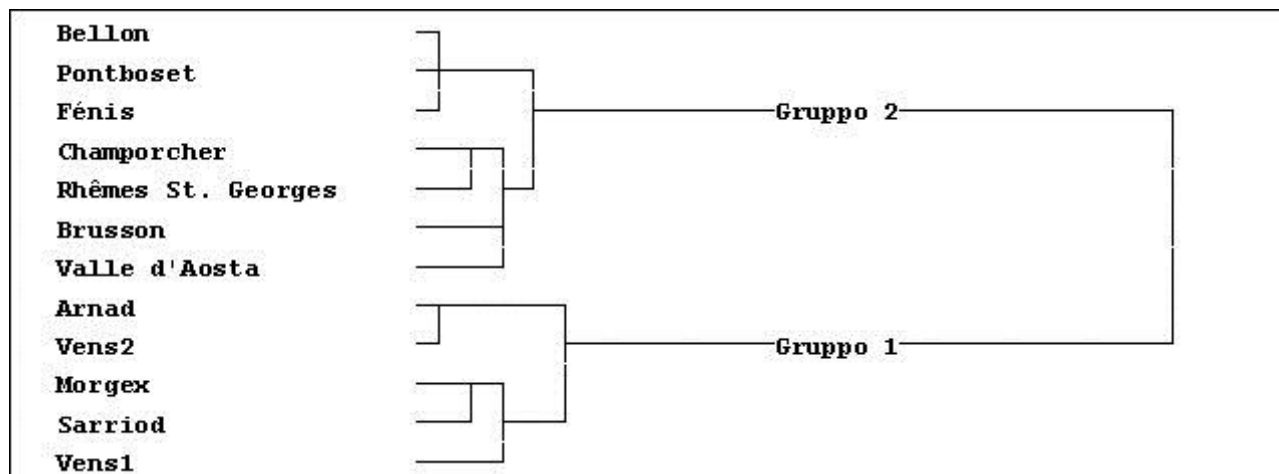 Bellon
Pontboset
Fénis
Gruppo 2
Champorcher
Rhêmes St. Georges
Brusson
Valle d'Aosta
Arnad
Vens2
Gruppo 1
Morgex
Sarriod
Vens1